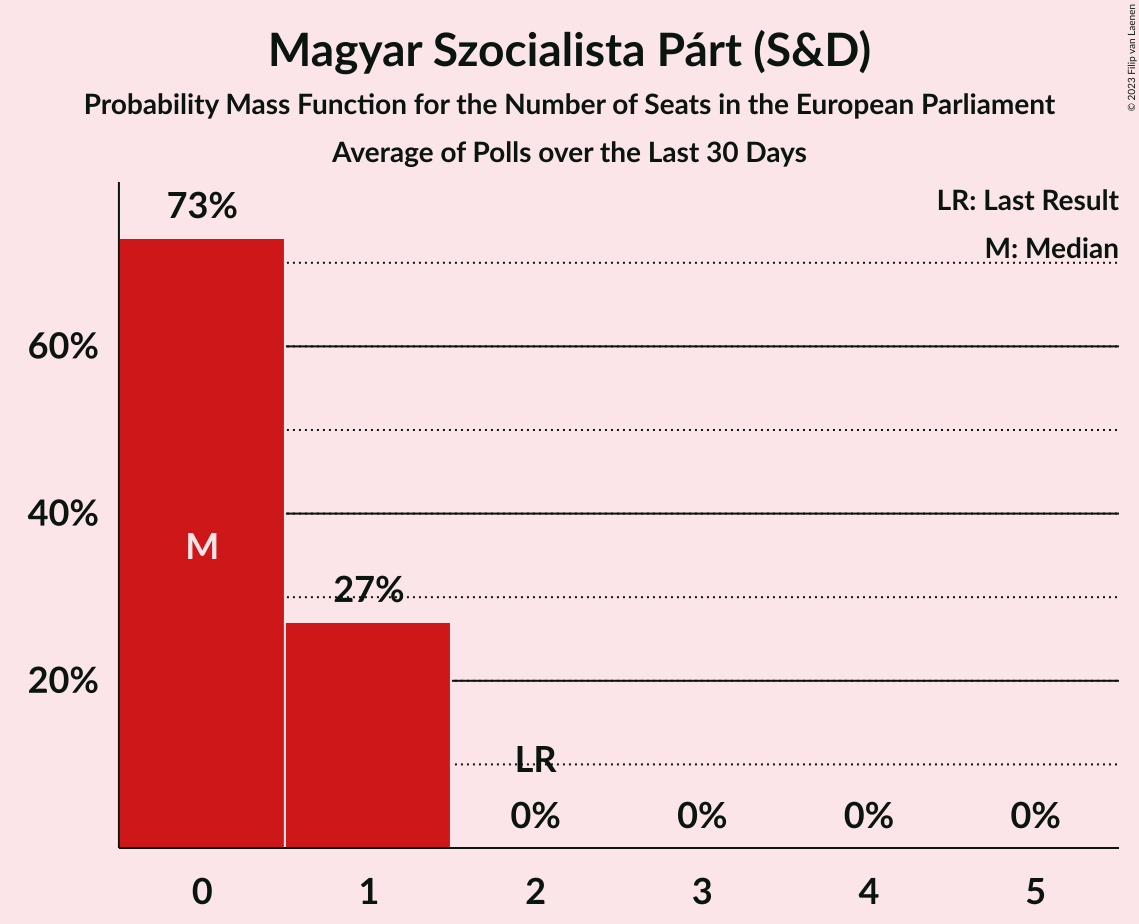 Magyar Szocialista Párt (S&D)
Probability Mass Function for the Number of Seats in the European Parliament
Average of Polls over the Last 30 Days
© 2023 Filip van Laenen
LR: Last Result
M: Median
73%
60%
40%
20%
M
27%
LR
0%
0%
0%
0%
0
1
2
3
4
5